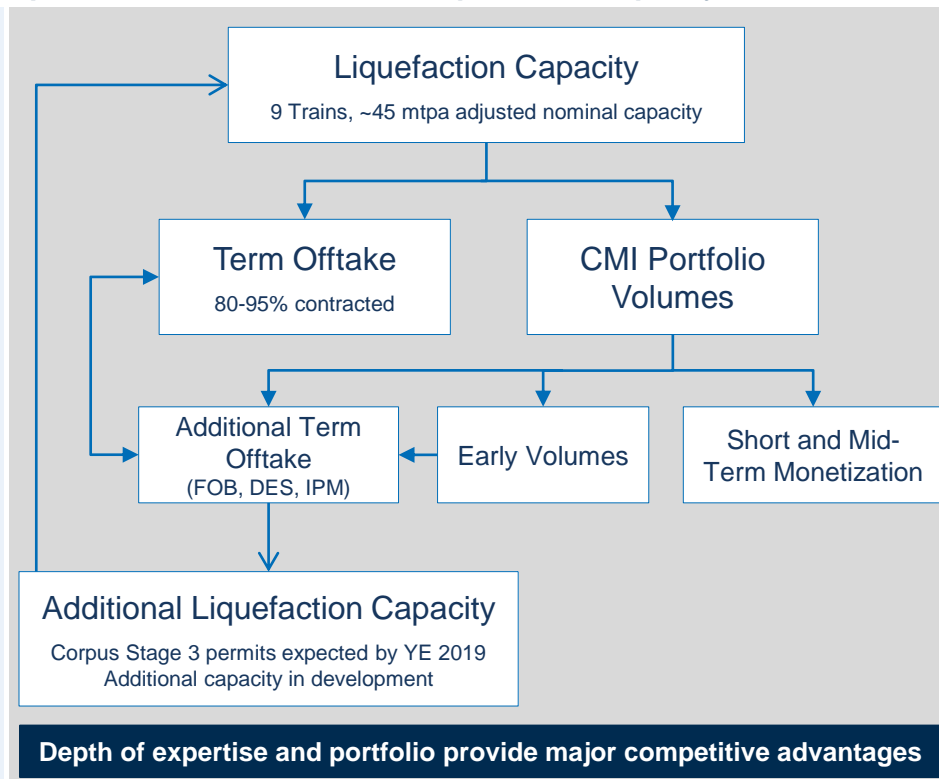 Liquefaction Capacity
9 Trains, ~45 mtpa adjusted nominal capacity
Term Offtake
80-95% contracted
CMI Portfolio
Volumes
Additional Term
Offtake
(FOB, DES, IPM)
Early Volumes
Short and Mid-
Term Monetization
Additional Liquefaction Capacity
Corpus Stage 3 permits expected by YE 2019
Additional capacity in development
Depth of expertise and portfolio provide major competitive advantages